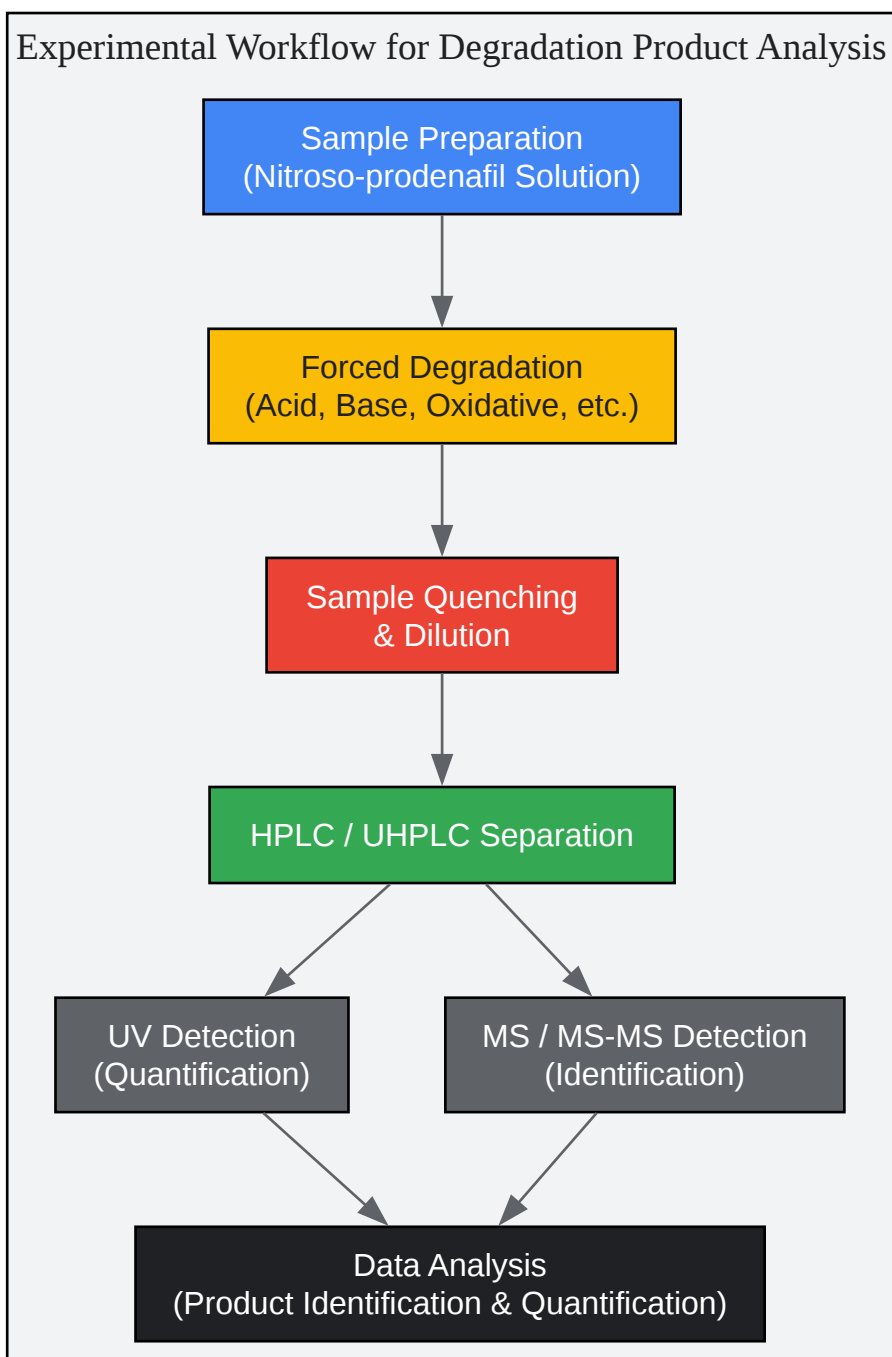 Experimental Workflow for Degradation Product Analysis
Sample Preparation
(Nitroso-prodenafil Solution)
Forced Degradation
(Acid, Base, Oxidative, etc.)
Sample Quenching
& Dilution
HPLC / UHPLC Separation
UV Detection
(Quantification)
MS / MS-MS Detection
(Identification)
Data Analysis
(Product Identification & Quantification)